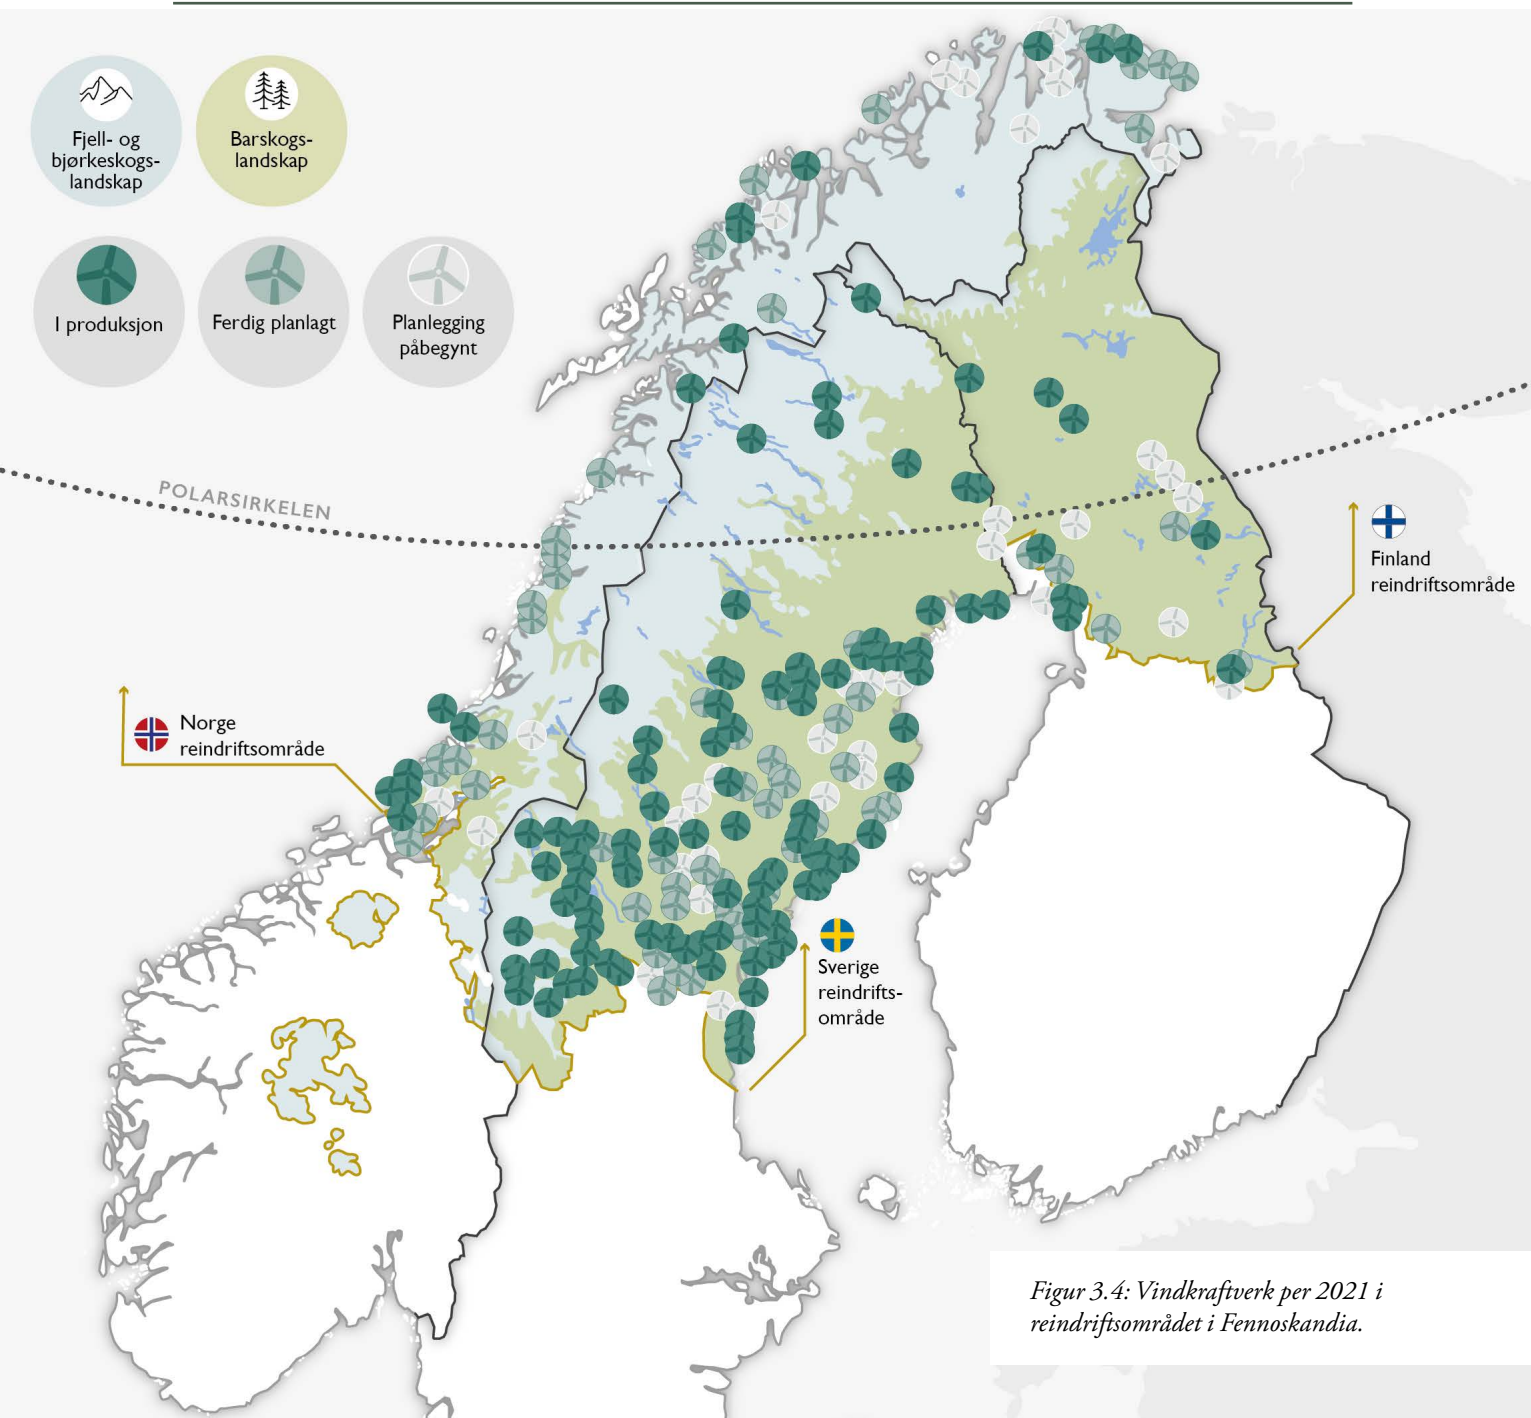 Fjell- og
bjørkeskogs-
landskap
Barskogs-
landskap
I produksjon
Ferdig planlagt
Planlegging
påbegynt
POLARSIRKELEN
Finland
reindriftsområde
Norge
reindriftsområde
Sverige
reindrifts-
område
Figur 3.4: Vindkraftverk per 2021 i
reindriftsområdet i Fennoskandia.